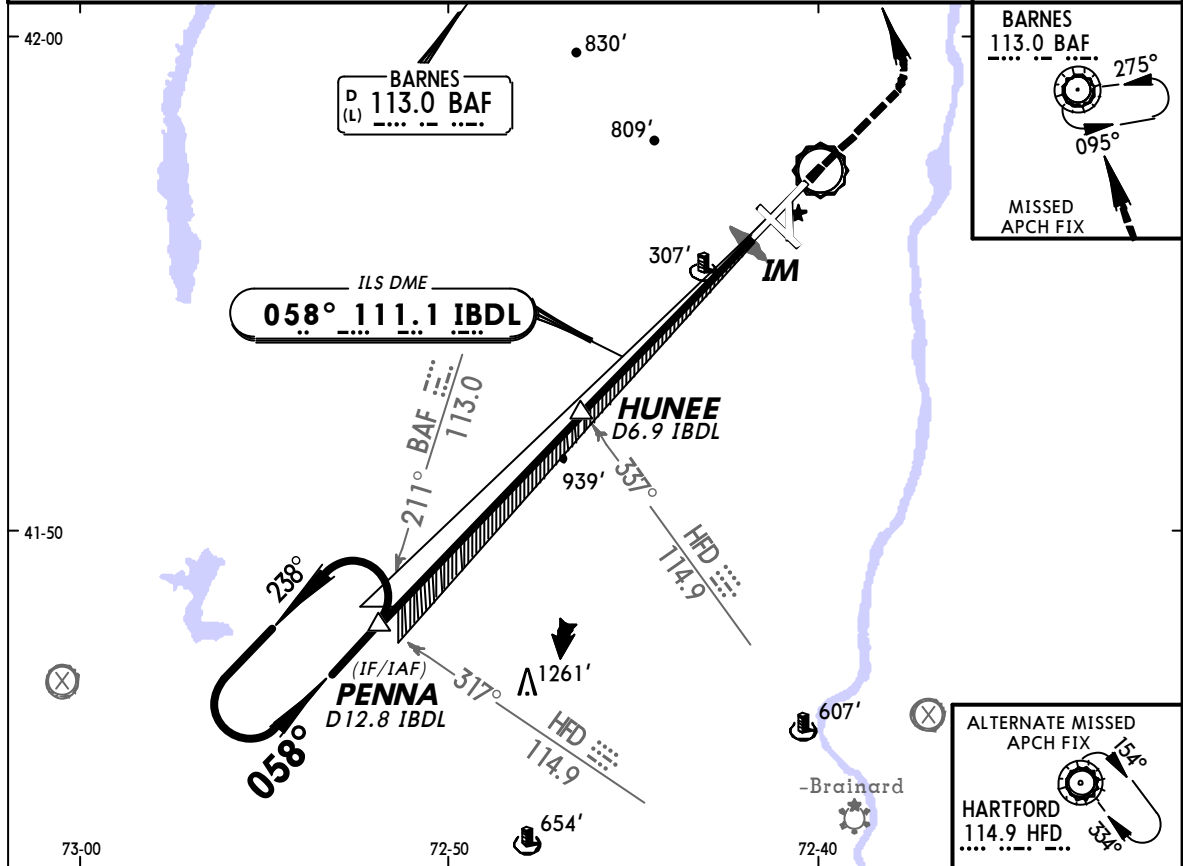 42-00
BARNES
D
(L)
113.0 BAF
830'
809'
BARNES
113.0 BAF
275°
095°
MISSED
APCH FIX
307'
IM
ILS DME
058° 111.1 IBDL
211° BAF
113.0
HUNEE
D6.9 IBDL
939'
337°
HFD
114.9
41-50
238°
058°
(IF/IAF)
PENNA
D12.8 IBDL
1261'
317°
HFD
114.9
607'
-Brainard
654'
ALTERNATE MISSED
APCH FIX
154°
334°
HARTFORD
114.9 HFD
73-00
72-50
72-40